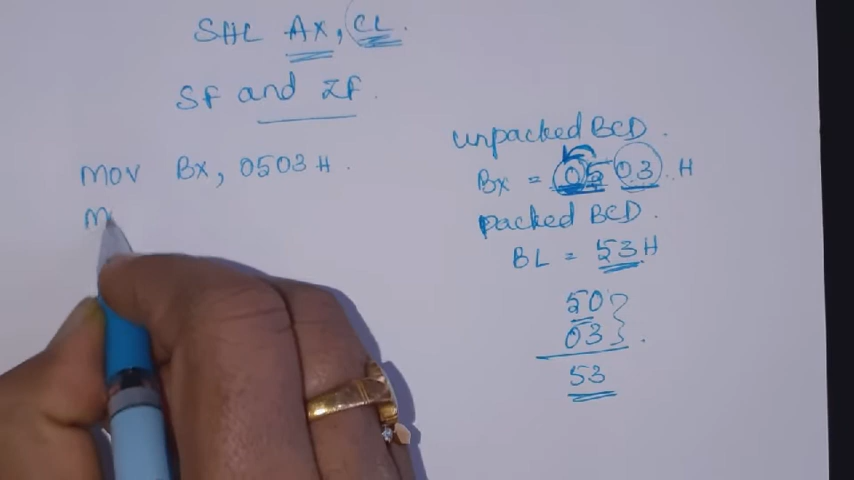 SHL AX, CL.
SF and ZF.
MOV BX, 0503 H.
M
unpacked BCD.
BX = 05 03 H
packed BCD.
BL = 53H
50
03
53